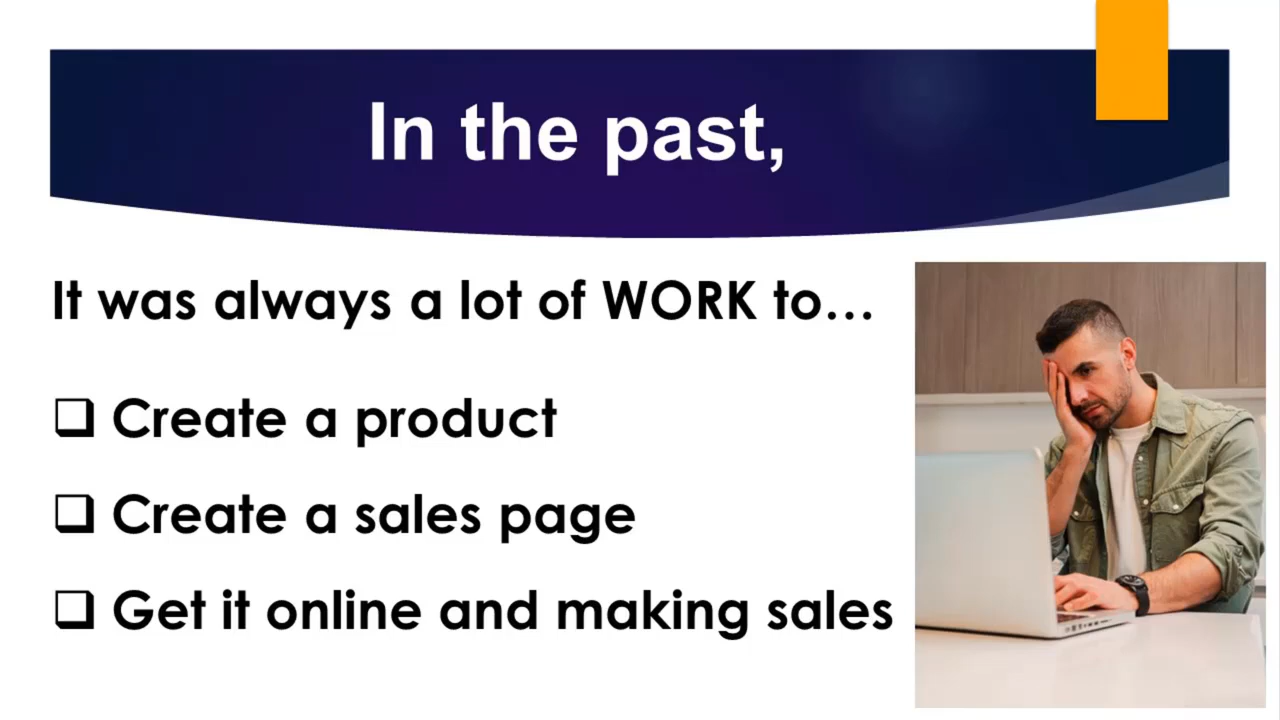 In the past,
It was always a lot of WORK to...
❑ Create a product
❑ Create a sales page
❑ Get it online and making sales